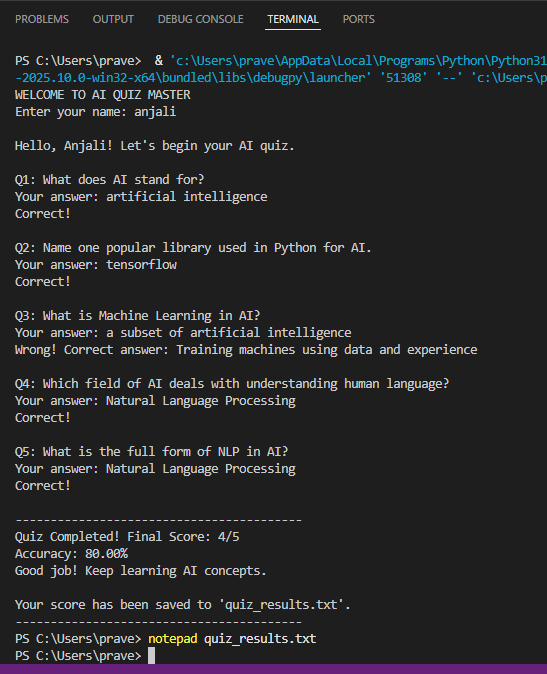 PROBLEMS OUTPUT DEBUG CONSOLE TERMINAL PORTS
PS C:\Users\prave>  & 'c:\Users\prave\AppData\Local\Programs\Python\Python31
-2025.10.0-win32-x64\bundled\libs\debugpy\launcher' '51308' '--' 'c:\Users\p
WELCOME TO AI QUIZ MASTER
Enter your name: anjali
Hello, Anjali! Let's begin your AI quiz.
Q1: What does AI stand for?
Your answer: artificial intelligence
Correct!
Q2: Name one popular library used in Python for AI.
Your answer: tensorflow
Correct!
Q3: What is Machine Learning in AI?
Your answer: a subset of artificial intelligence
Wrong! Correct answer: Training machines using data and experience
Q4: Which field of AI deals with understanding human language?
Your answer: Natural Language Processing
Correct!
Q5: What is the full form of NLP in AI?
Your answer: Natural Language Processing
Correct!
-----------------------------------------
Quiz Completed! Final Score: 4/5
Accuracy: 80.00%
Good job! Keep learning AI concepts.
Your score has been saved to 'quiz_results.txt'.
-----------------------------------------
PS C:\Users\prave> notepad quiz_results.txt
PS C:\Users\prave>